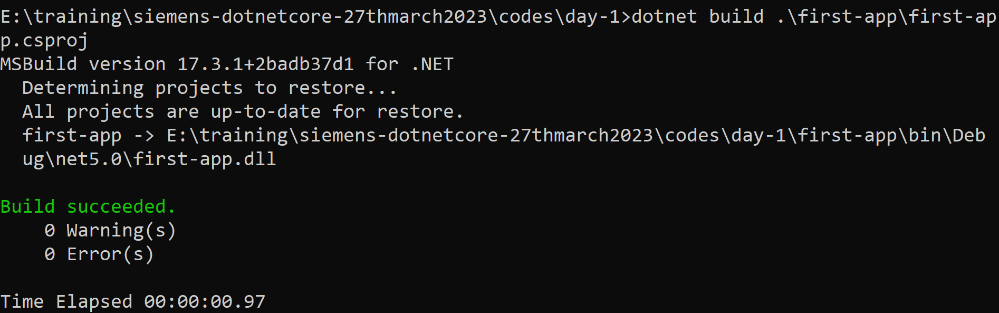 E:\training\siemens-dotnetcore-27thmarch2023\codes\day-1>dotnet build .\first-app\first-ap
p.csproj
MSBuild version 17.3.1+2badb37d1 for .NET
  Determining projects to restore...
  All projects are up-to-date for restore.
  first-app -> E:\training\siemens-dotnetcore-27thmarch2023\codes\day-1\first-app\bin\Deb
  ug\net5.0\first-app.dll

Build succeeded.
    0 Warning(s)
    0 Error(s)

Time Elapsed 00:00:00.97